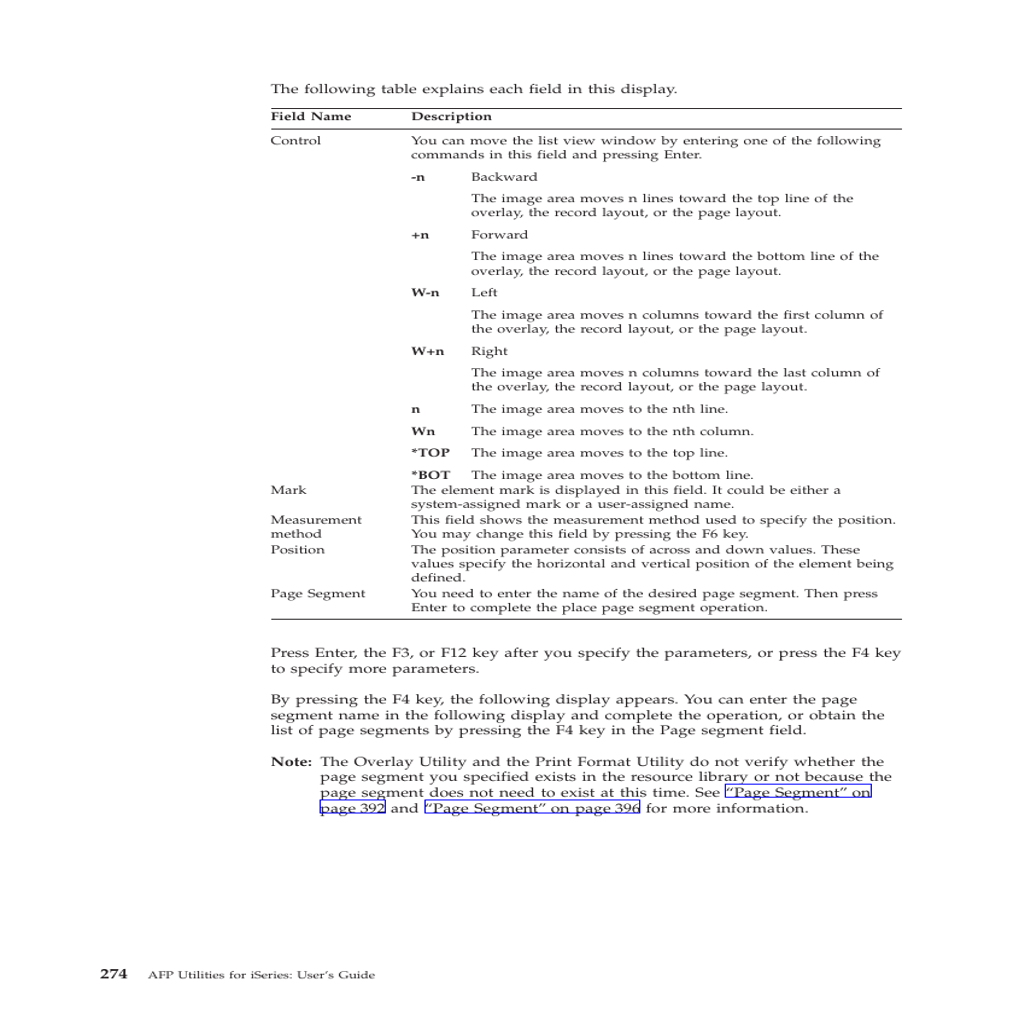 The following table explains each field in this display.
Field Name Description
Control You can move the list view window by entering one of the following
commands in this field and pressing Enter.
-n Backward
The image area moves n lines toward the top line of the
overlay, the record layout, or the page layout.
+n Forward
The image area moves n lines toward the bottom line of the
overlay, the record layout, or the page layout.
W-n Left
The image area moves n columns toward the first column of
the overlay, the record layout, or the page layout.
W+n Right
The image area moves n columns toward the last column of
the overlay, the record layout, or the page layout.
n The image area moves to the nth line.
Wn The image area moves to the nth column.
*TOP The image area moves to the top line.
*BOT The image area moves to the bottom line.
Mark The element mark is displayed in this field. It could be either a
system-assigned mark or a user-assigned name.
Measurement This field shows the measurement method used to specify the position.
method You may change this field by pressing the F6 key.
Position The position parameter consists of across and down values. These
values specify the horizontal and vertical position of the element being
defined.
Page Segment You need to enter the name of the desired page segment. Then press
Enter to complete the place page segment operation.
Press Enter, the F3, or F12 key after you specify the parameters, or press the F4 key
to specify more parameters.
By pressing the F4 key, the following display appears. You can enter the page
segment name in the following display and complete the operation, or obtain the
list of page segments by pressing the F4 key in the Page segment field.
Note: The Overlay Utility and the Print Format Utility do not verify whether the
page segment you specified exists in the resource library or not because the
page segment does not need to exist at this time. See “Page Segment” on
page 392 and “Page Segment” on page 396 for more information.
274 AFP Utilities for iSeries: User’s Guide